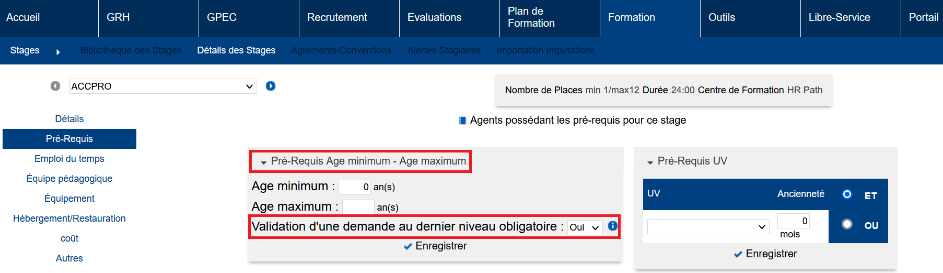 Accueil
GRH
GPEC
Recrutement
Evaluations
Plan de
Formation
Formation
Outils
Libre-Service
Portail
Stages
Bibliothèque des Stages
Détails des Stages
Agréments/Conventions
Alertes Stagiaires
Importation Imputations
ACCPRO
Nombre de Places min 1/max12 Durée 24:00 Centre de Formation HR Path
Agents possédant les pré-requis pour ce stage
Détails
Pré-Requis
Emploi du temps
Équipe pédagogique
Équipement
Hébergement/Restauration
coût
Autres
Pré-Requis Age minimum - Age maximum
Age minimum : 0 an(s)
Age maximum : an(s)
Validation d'une demande au dernier niveau obligatoire : Oui
Enregistrer
Pré-Requis UV
UV Ancienneté ET
0 OU
mois
Enregistrer